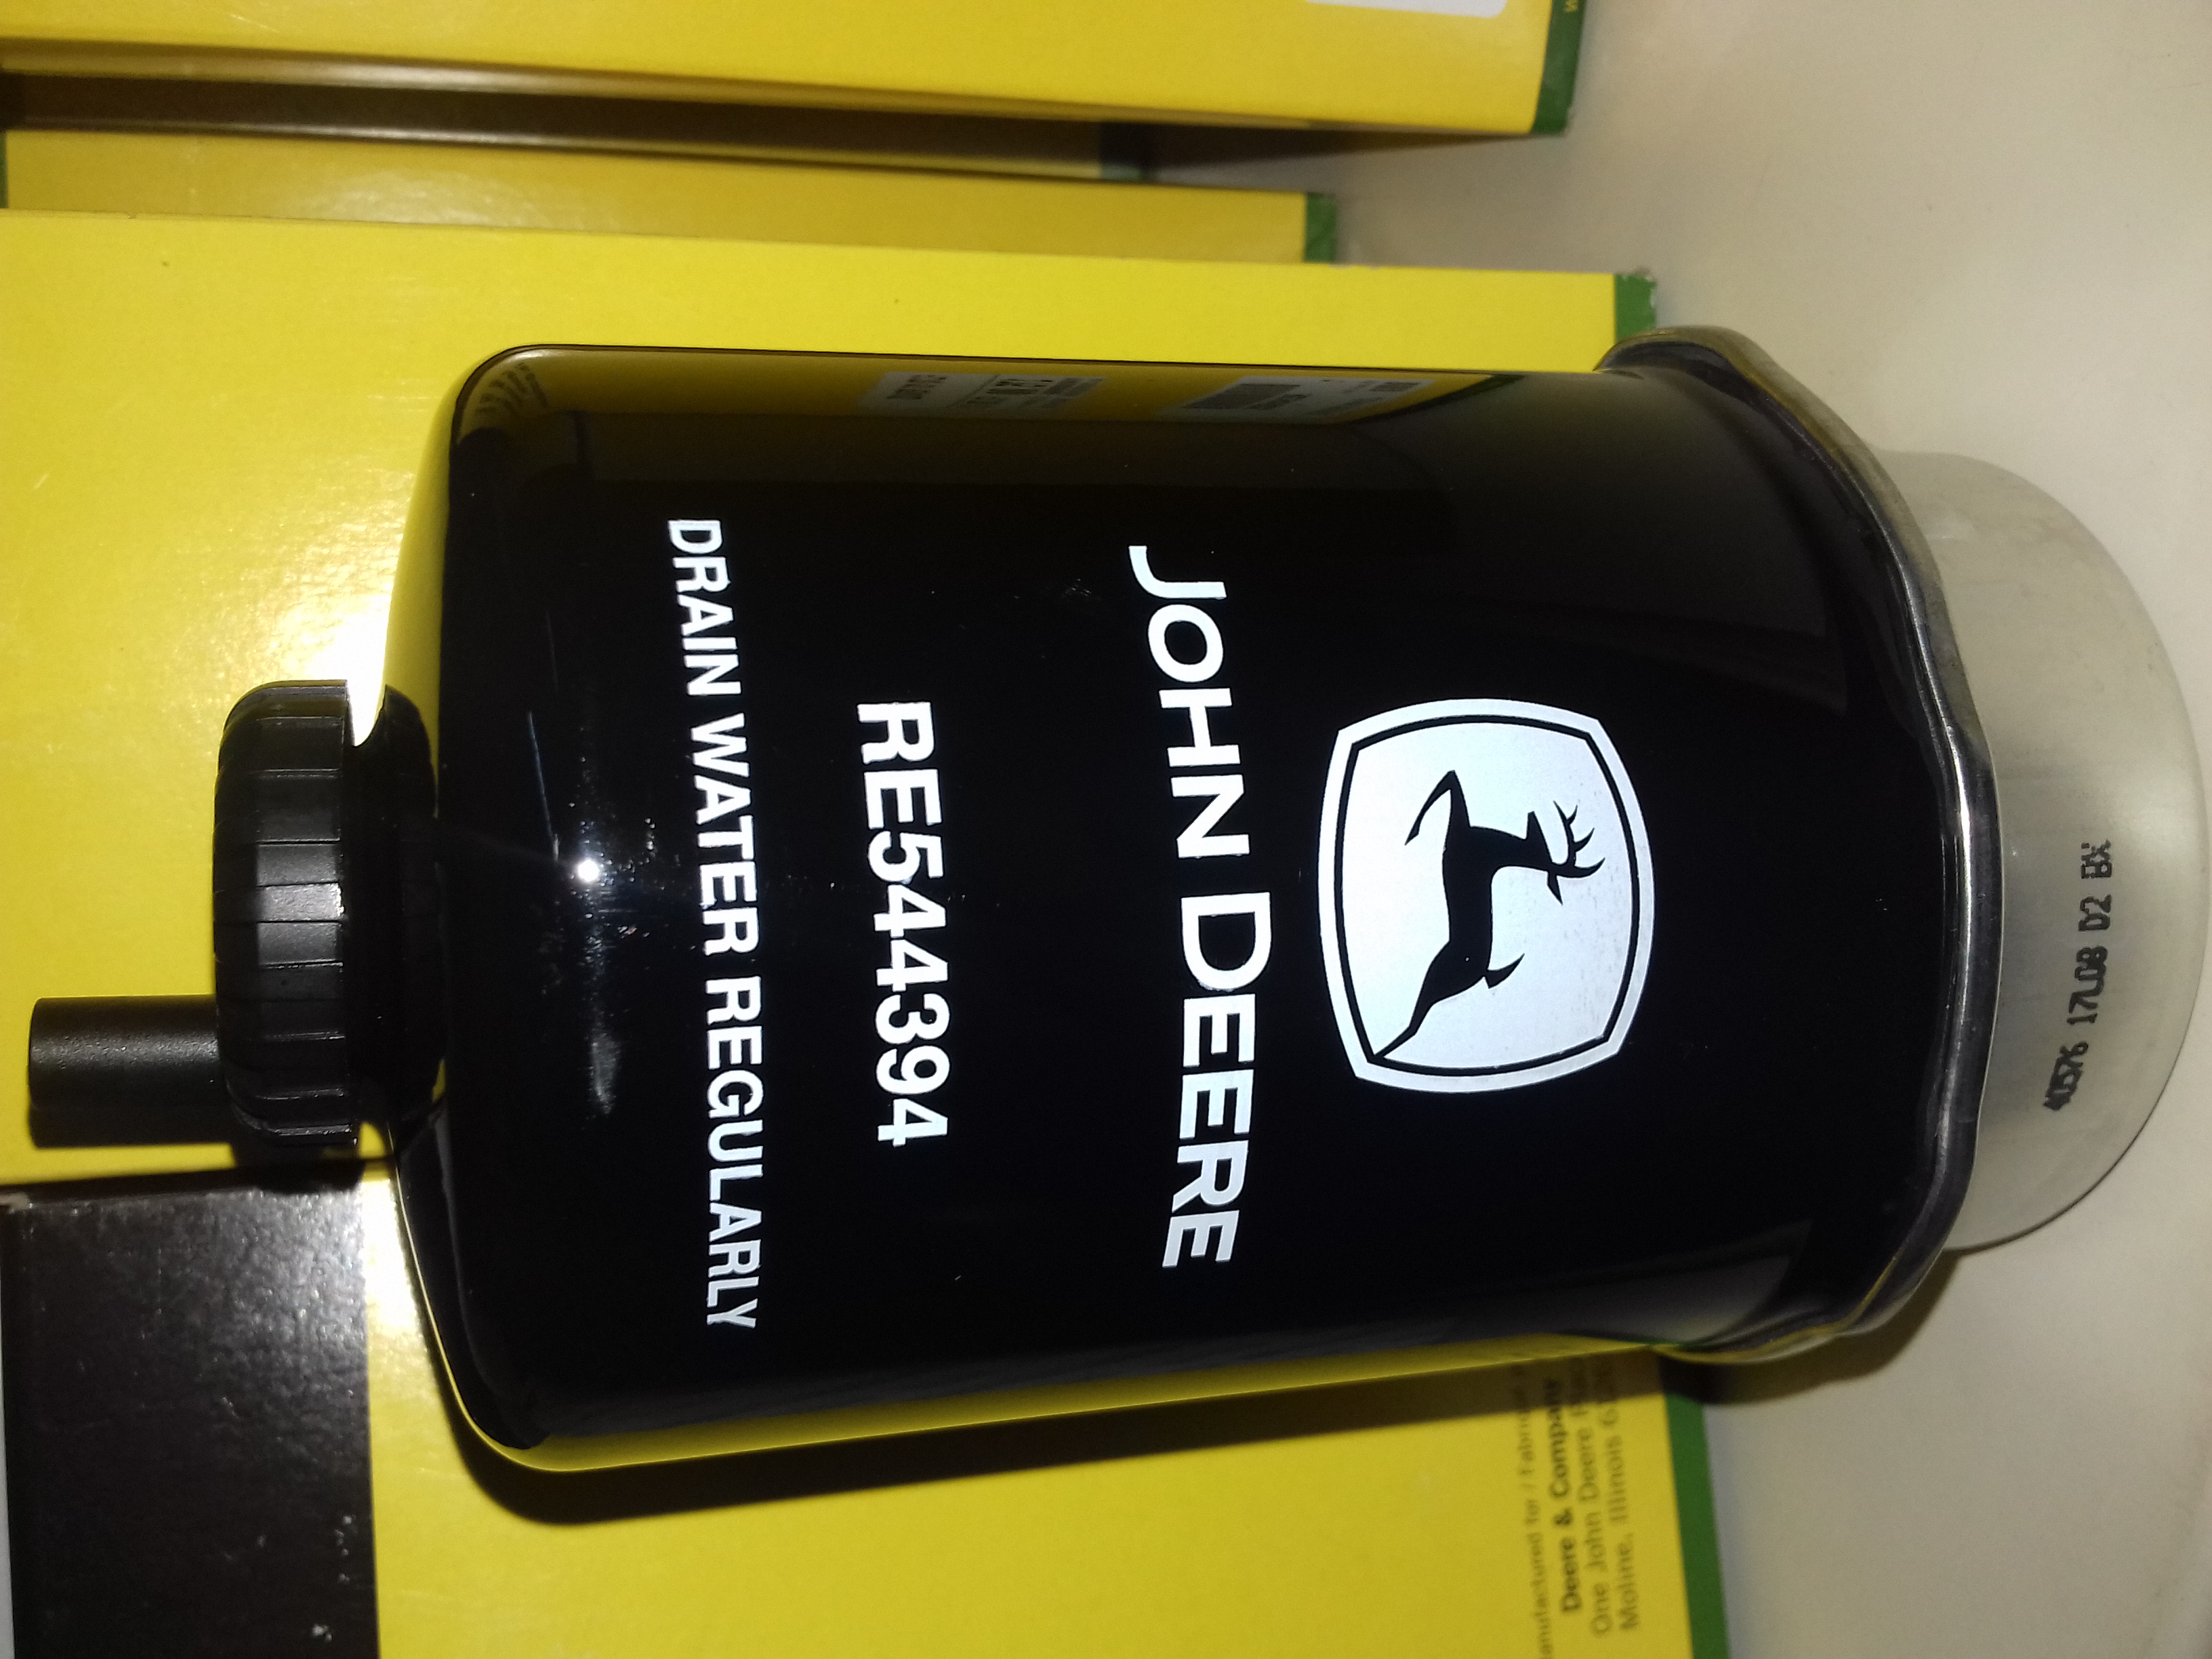 JOHN DEERE
RE544394
DRAIN WATER REGULARLY
Deere & Company
One John Deere
Moline, Illinois